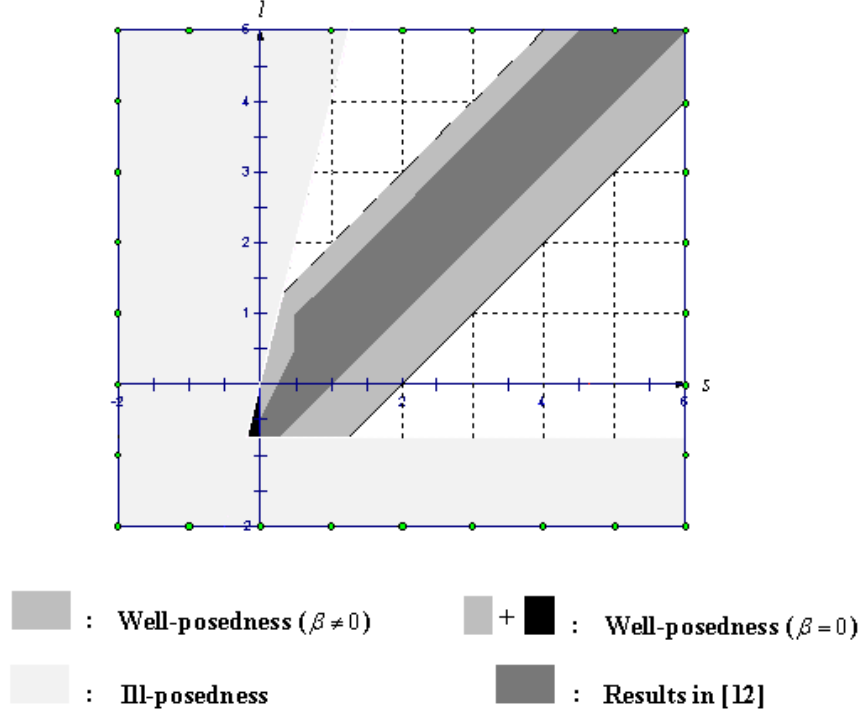 l
4
3
2
1
-2
2
4
6
s
-2
: Well-posedness (β≠0)
+ : Well-posedness (β=0)
: Ill-posedness
: Results in [12]